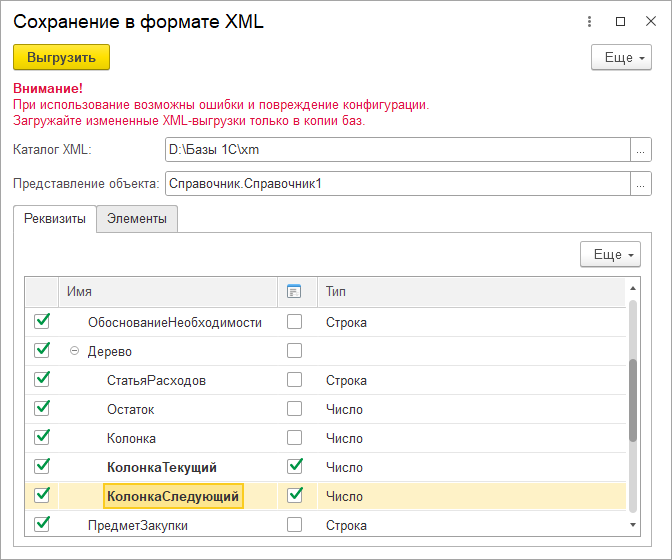 Сохранение в формате XML
Выгрузить
Еще
Внимание!
При использование возможны ошибки и повреждение конфигурации.
Загружайте измененные XML-выгрузки только в копии баз.
Каталог XML: D:\Базы 1С\xm ...
Представление объекта: Справочник.Справочник1 ...
Реквизиты Элементы
Еще
Имя Тип
ОбоснованиеНеобходимости Строка
Дерево
СтатьяРасходов Строка
Остаток Число
Колонка Число
КолонкаТекущий Число
КолонкаСледующий Число
ПредметЗакупки Строка